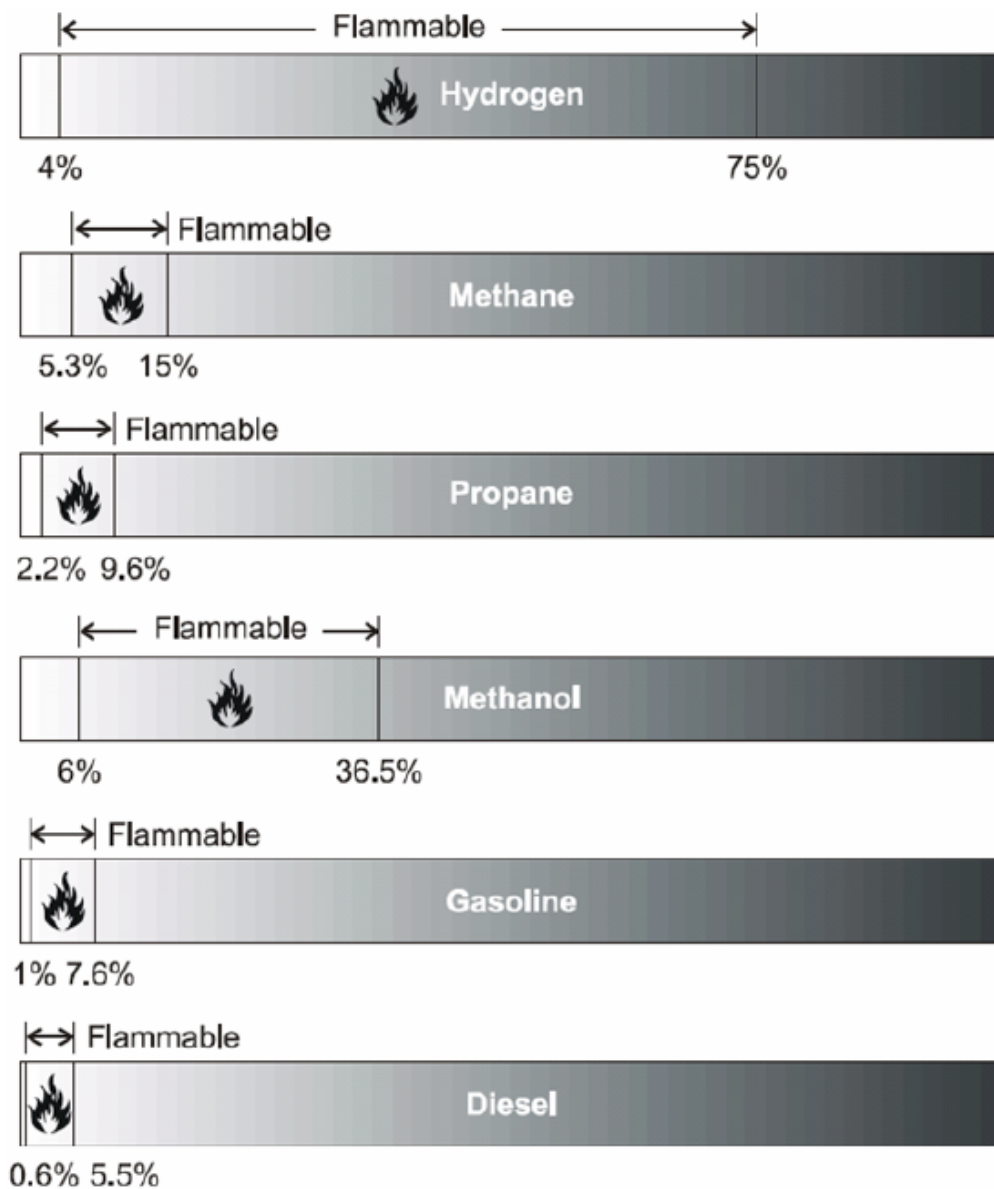 Flammable
Hydrogen
4% 75%
Flammable
Methane
5.3% 15%
Flammable
Propane
2.2% 9.6%
Flammable
Methanol
6% 36.5%
Flammable
Gasoline
1% 7.6%
Flammable
Diesel
0.6% 5.5%